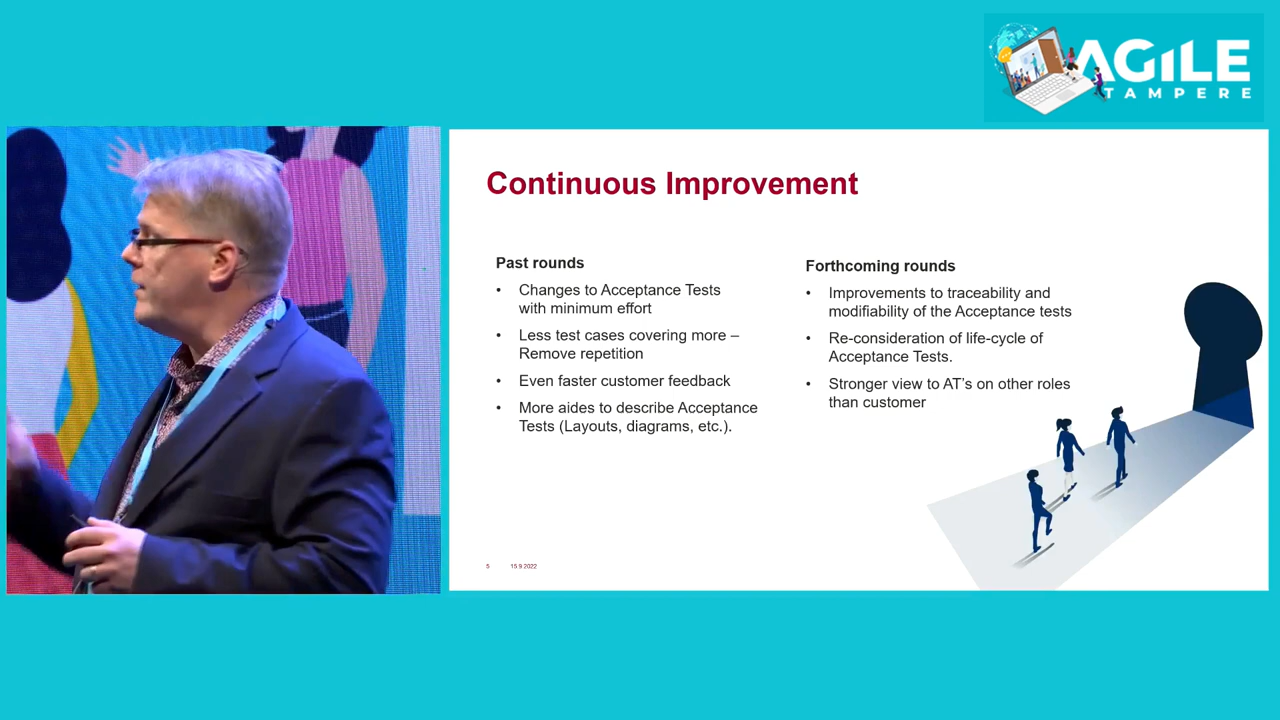 AGILE
TAMPERE
Continuous Improvement
Past rounds
• Changes to Acceptance Tests
with minimum effort
• Less test cases covering more –
Remove repetition
• Even faster customer feedback
• More aides to describe Acceptance
Tests (Layouts, diagrams, etc.).
Forthcoming rounds
• Improvements to traceability and
modifiability of the Acceptance tests
• Re-consideration of life-cycle of
Acceptance Tests.
• Stronger view to AT's on other roles
than customer
5 15.9.2022